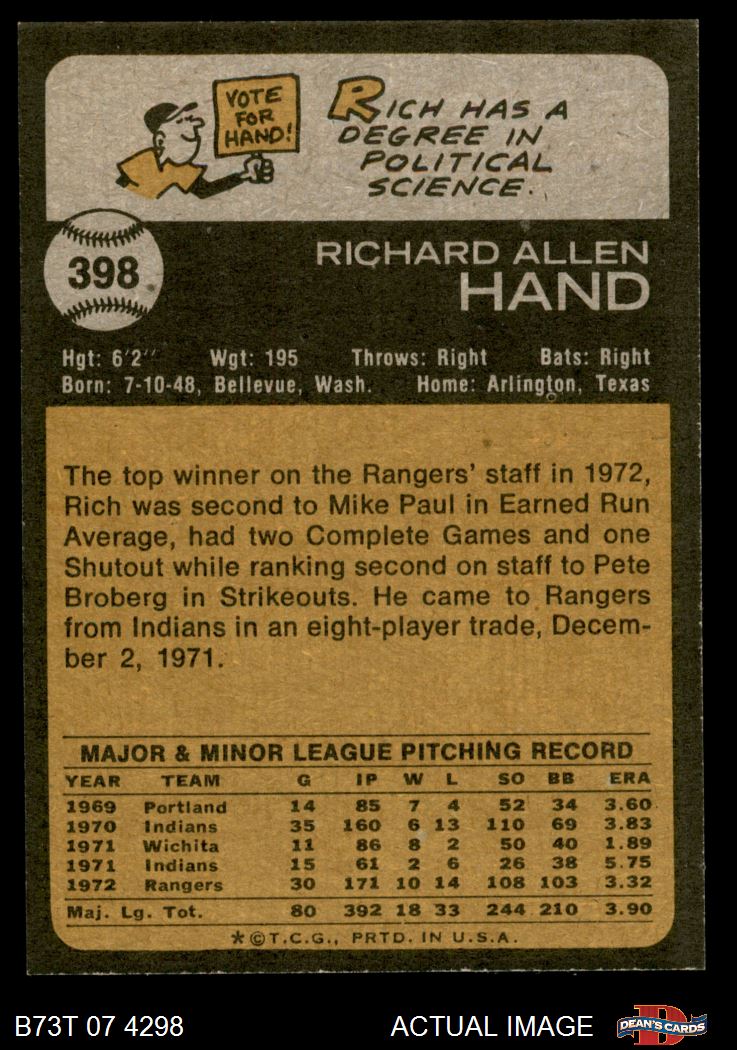 VOTE
FOR
HAND!
RICH HAS A
DEGREE IN
POLITICAL
SCIENCE.
398
RICHARD ALLEN
HAND
Hgt: 6'2" Wgt: 195 Throws: Right Bats: Right
Born: 7-10-48, Bellevue, Wash. Home: Arlington, Texas
The top winner on the Rangers' staff in 1972,
Rich was second to Mike Paul in Earned Run
Average, had two Complete Games and one
Shutout while ranking second on staff to Pete
Broberg in Strikeouts. He came to Rangers
from Indians in an eight-player trade, Decem-
ber 2, 1971.
MAJOR & MINOR LEAGUE PITCHING RECORD
YEAR TEAM G IP W L SO BB ERA
1969 Portland 14 85 7 4 52 34 3.60
1970 Indians 35 160 6 13 110 69 3.83
1971 Wichita 11 86 8 2 50 40 1.89
1971 Indians 15 61 2 6 26 38 5.75
1972 Rangers 30 171 10 14 108 103 3.32
Maj. Lg. Tot. 80 392 18 33 244 210 3.90
*©T.C.G., PRTD. IN U.S.A.
B73T 07 4298 ACTUAL IMAGE
D
DEAN'S CARDS